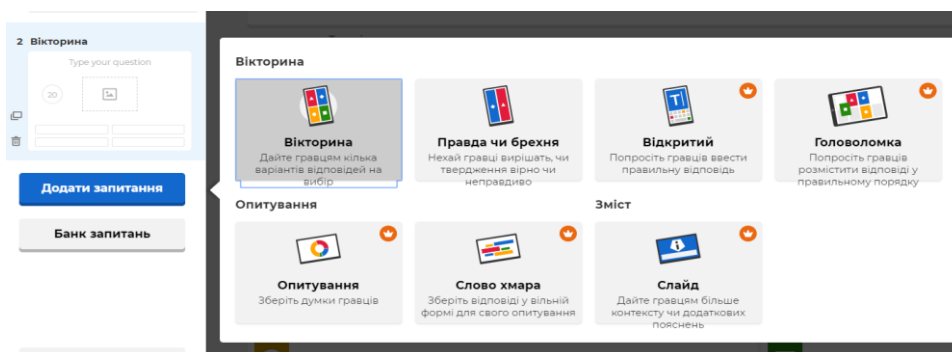 2 Вікторина
Type your question
20
Додати запитання
Банк запитань
Вікторина
Вікторина
Дайте гравцям кілька
варіантів відповідей на
вибір
Правда чи брехня
Нехай гравці вирішать, чи
твердження вірно чи
неправдиво
Відкритий
Попросіть гравців ввести
правильну відповідь
Головоломка
Попросіть гравців
розмістити відповіді у
правильному порядку
Опитування
Опитування
Зберіть думки гравців
Слово хмара
Зберіть відповіді у вільній
формі для свого опитування
Зміст
Слайд
Дайте гравцям більше
контексту чи додаткових
пояснень